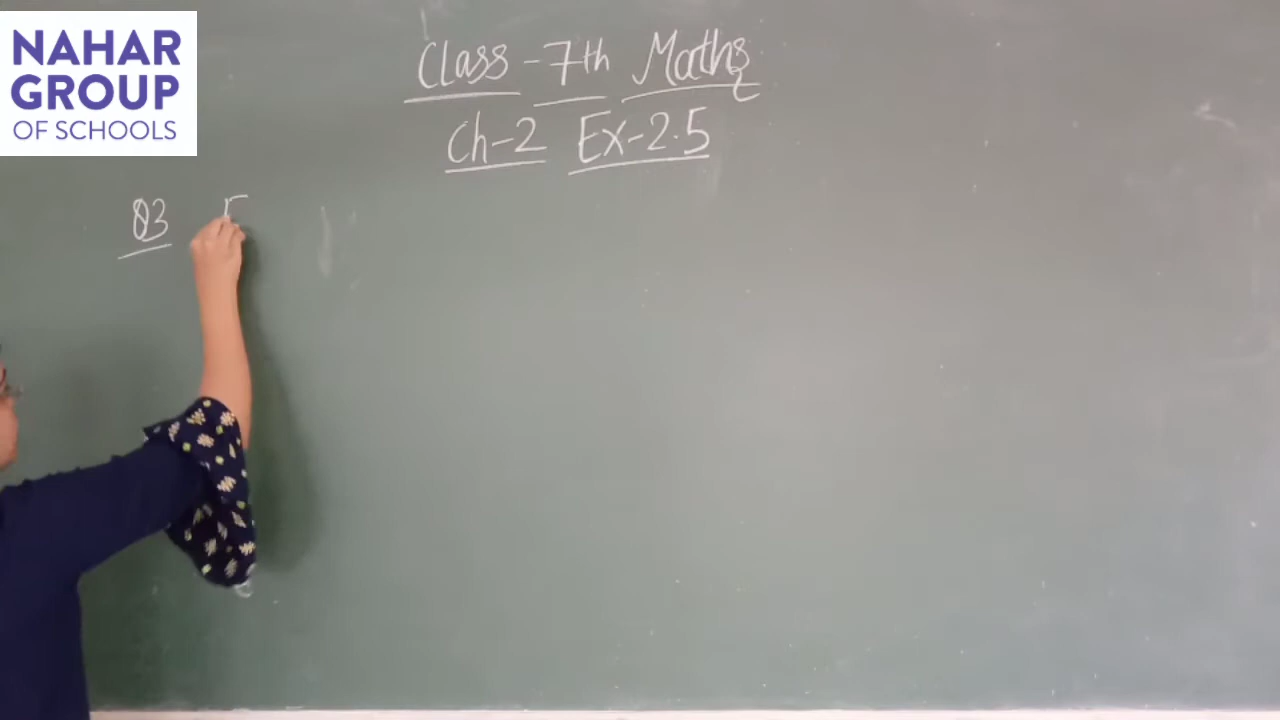 NAHAR
GROUP
OF SCHOOLS
Class - 7th Maths
Ch-2 Ex-2.5
Q3